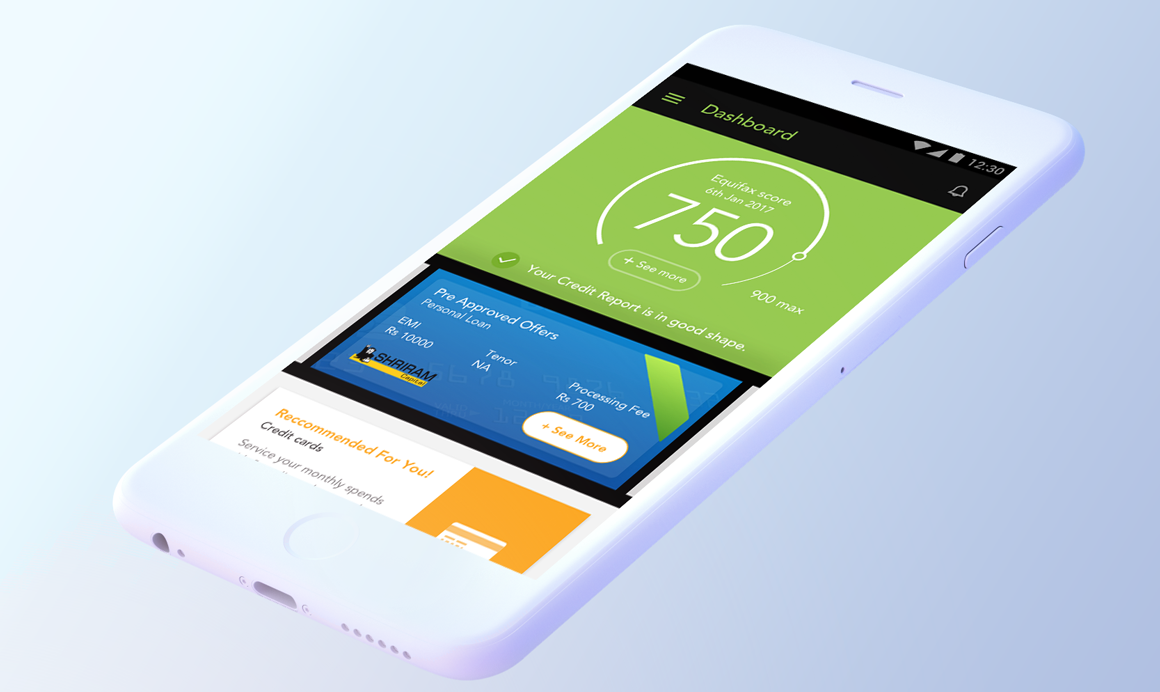 12:30
Dashboard
Equifax score
6th Jan 2017
750
+ See more
900 max
Your Credit Report is in good shape.
Pre Approved Offers
Personal Loan
EMI
Rs 10000
Tenor
NA
Processing Fee
Rs 700
SHRIRAM
Capital
+ See More
Reccommended For You!
Credit cards
Service your monthly spends